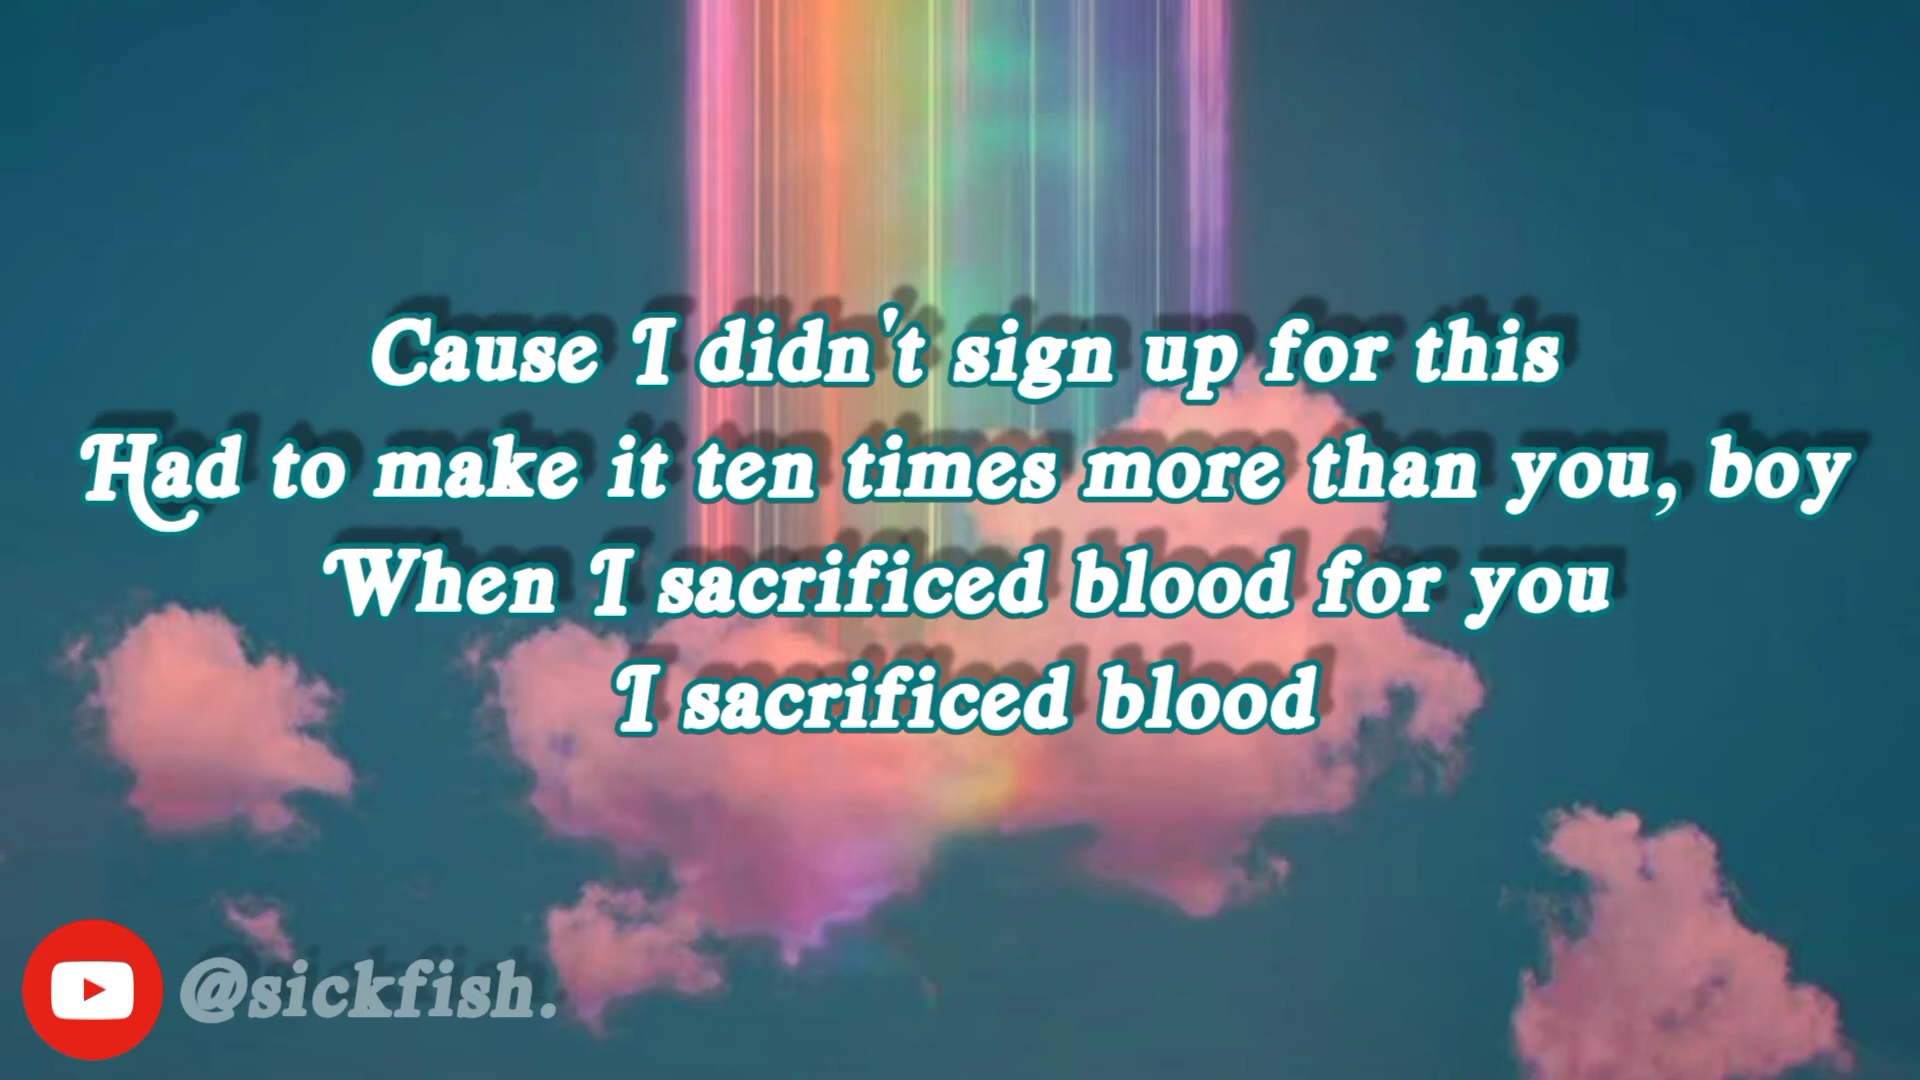 Cause I didn't sign up for this
Had to make it ten times more than you, boy
When I sacrificed blood for you
I sacrificed blood
@sickfish.